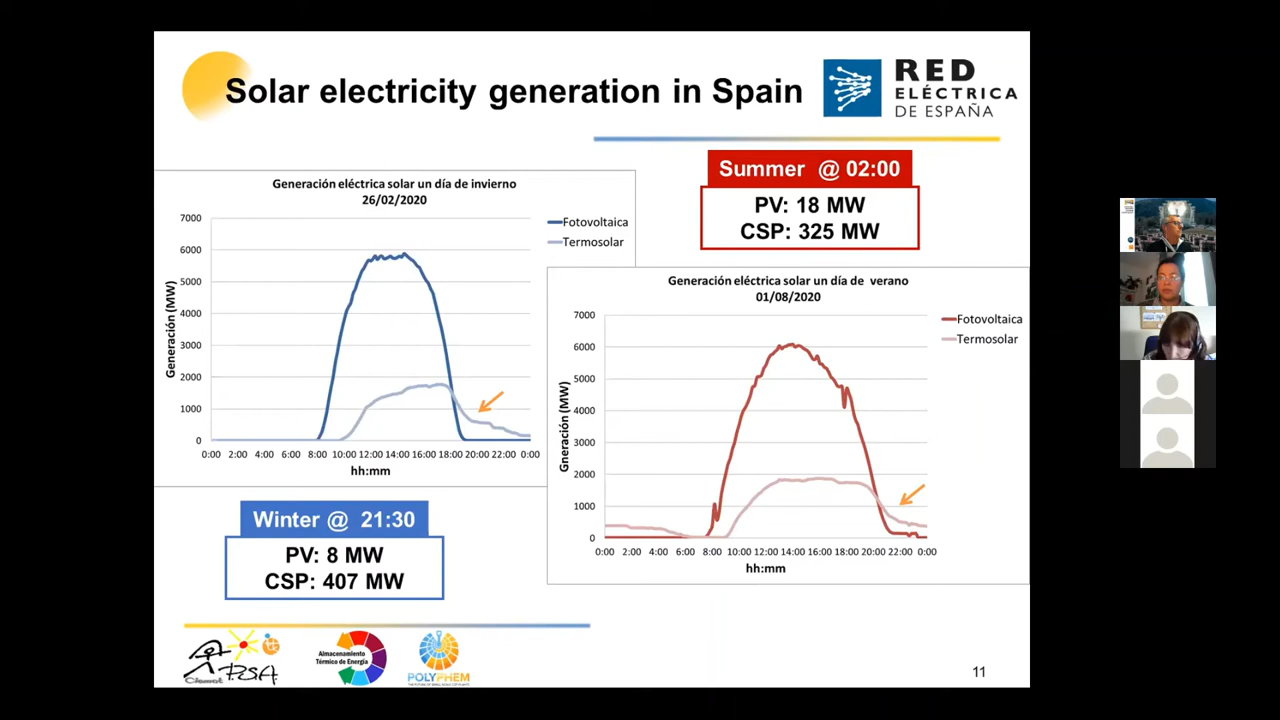 Solar electricity generation in Spain
RED
ELÉCTRICA
DE ESPAÑA
Summer @ 02:00
PV: 18 MW
CSP: 325 MW
Generación eléctrica solar un día de invierno
26/02/2020
7000
6000
5000
4000
3000
2000
1000
0
Generación (MW)
0:00 2:00 4:00 6:00 8:00 10:00 12:00 14:00 16:00 18:00 20:00 22:00 0:00
hh:mm
Fotovoltaica
Termosolar
Generación eléctrica solar un día de verano
01/08/2020
7000
6000
5000
4000
3000
2000
1000
0
Gneración (MW)
0:00 2:00 4:00 6:00 8:00 10:00 12:00 14:00 16:00 18:00 20:00 22:00 0:00
hh:mm
Fotovoltaica
Termosolar
Winter @ 21:30
PV: 8 MW
CSP: 407 MW
Ciemat PSA
Almacenamiento
Térmico de Energía
POLYPHEM
11